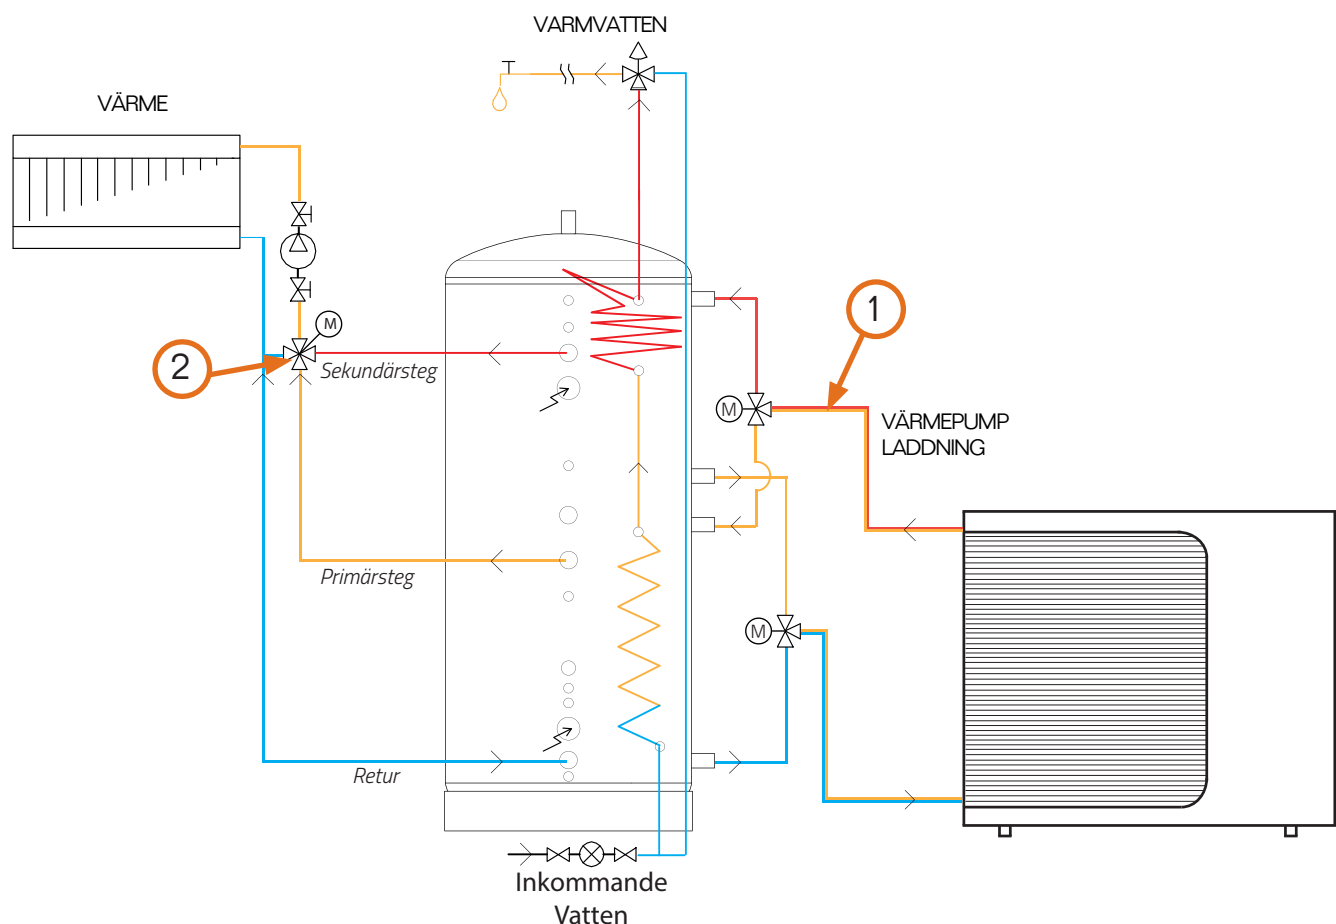 VARMVATTEN
VÄRME
1
M
2
Sekundärsteg
M
VÄRMEPUMP
LADDNING
Primärsteg
M
Retur
Inkommande
Vatten